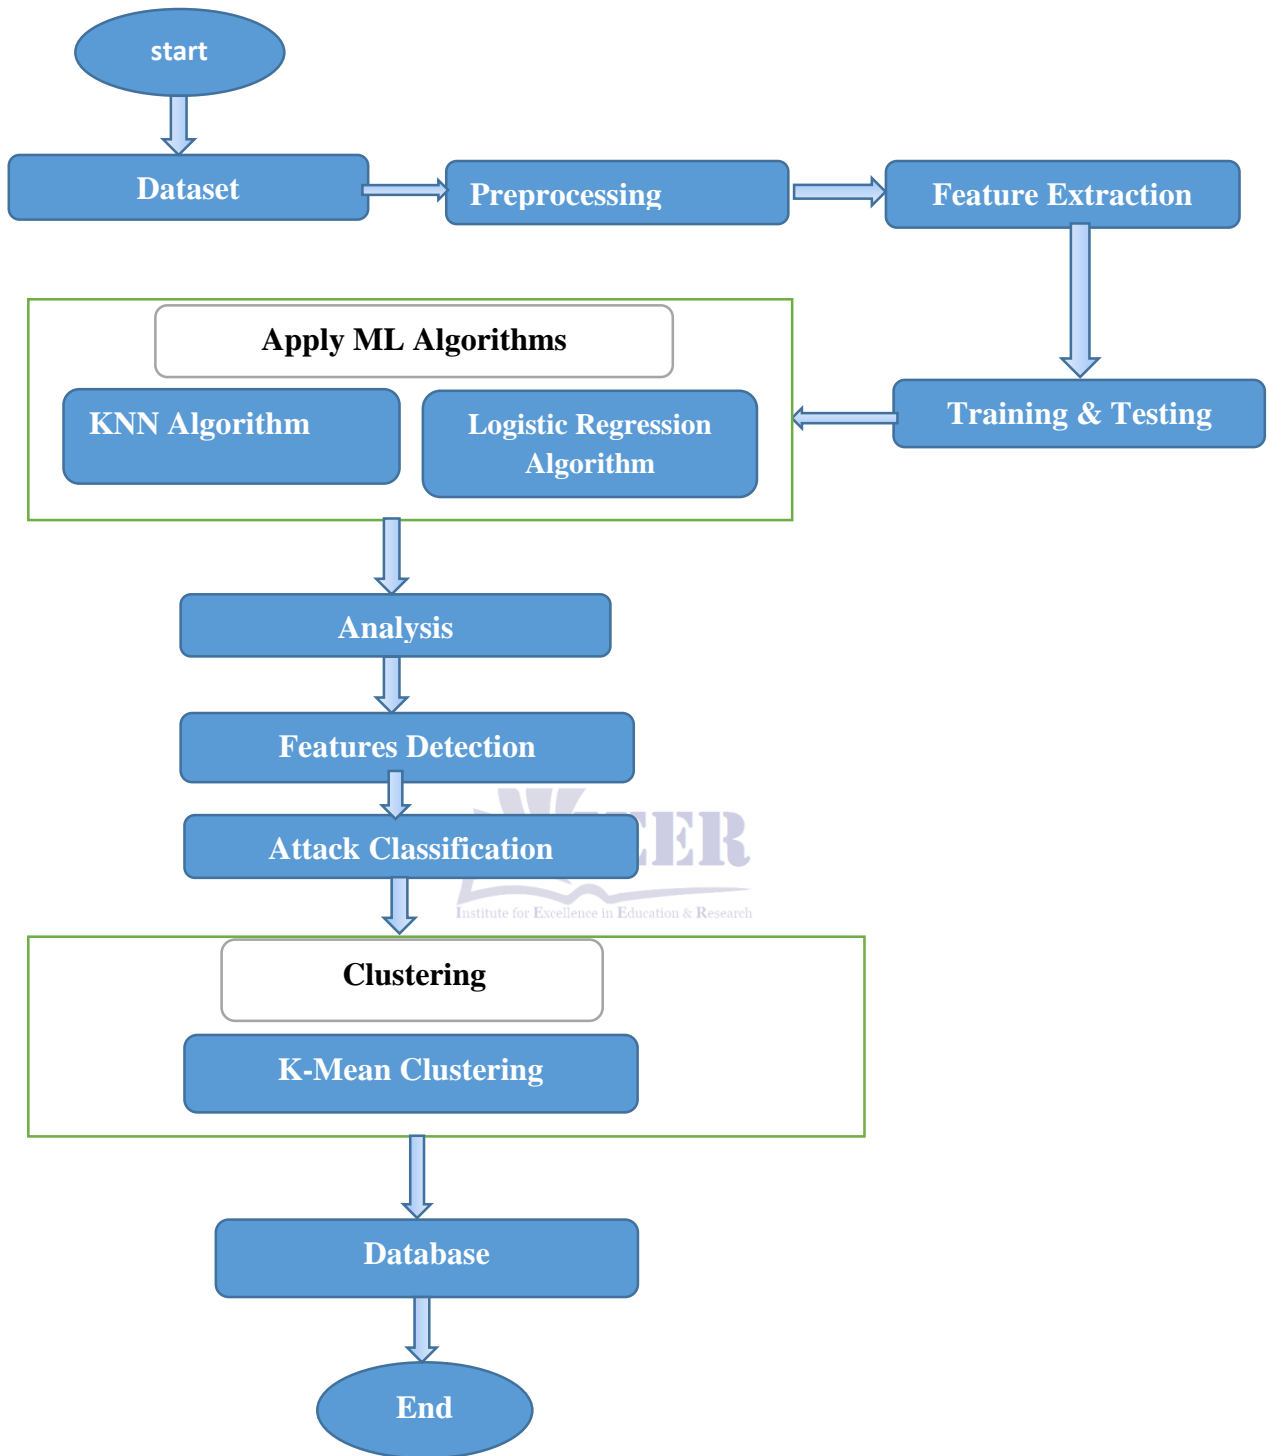 start
Dataset
Preprocessing
Feature Extraction
Apply ML Algorithms
KNN Algorithm
Logistic Regression
Algorithm
Training & Testing
Analysis
Features Detection
Attack Classification
Institute for Excellence in Education & Research
Clustering
K-Mean Clustering
Database
End